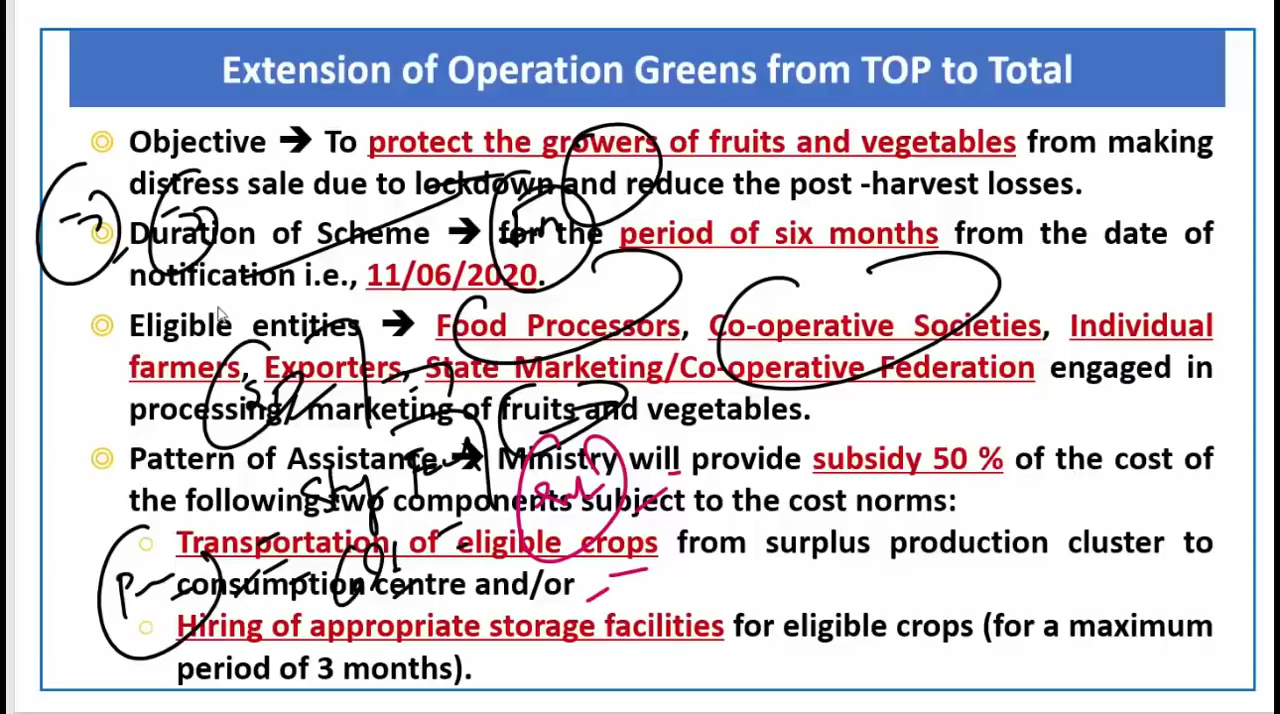 Extension of Operation Greens from TOP to Total
Objective ➔ To protect the growers of fruits and vegetables from making
distress sale due to lockdown and reduce the post -harvest losses.
Duration of Scheme ➔ for the period of six months from the date of
notification i.e., 11/06/2020.
Eligible entities ➔ Food Processors, Co-operative Societies, Individual
farmers, Exporters, State Marketing/Co-operative Federation engaged in
processing/ marketing of fruits and vegetables.
Pattern of Assistance ➔ Ministry will provide subsidy 50 % of the cost of
the following two components subject to the cost norms:
Transportation of eligible crops from surplus production cluster to
consumption centre and/or
Hiring of appropriate storage facilities for eligible crops (for a maximum
period of 3 months).